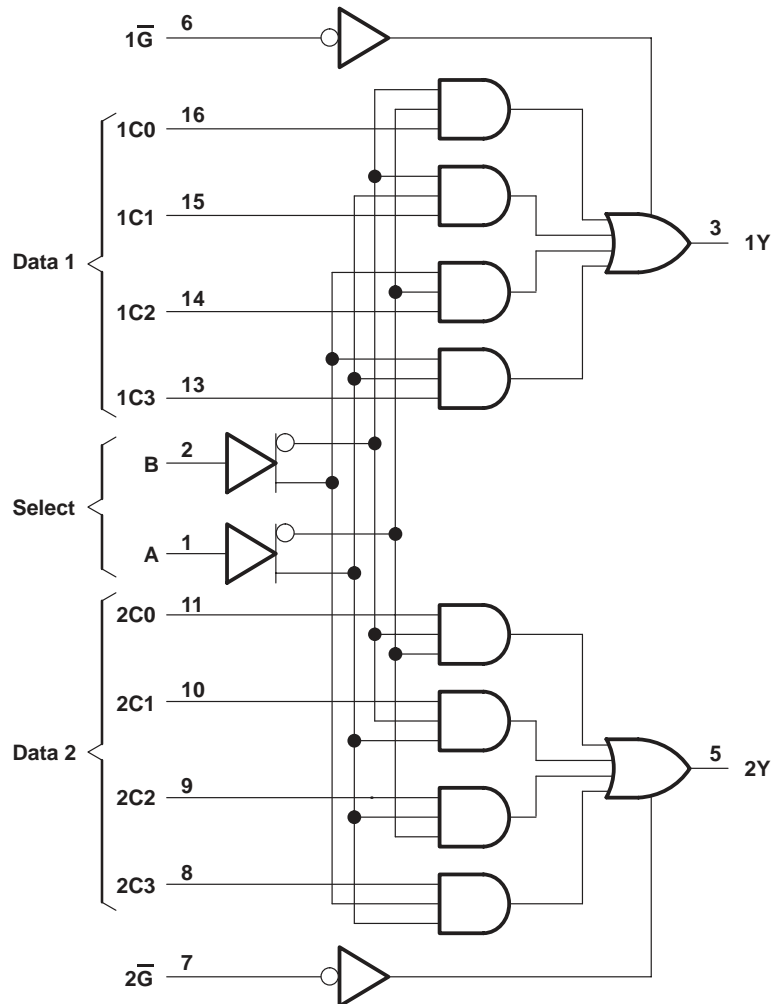 1G̅ 6
1C0 16
1C1 15
Data 1
3 1Y
1C2 14
1C3 13
B 2
Select
A 1
2C0 11
2C1 10
Data 2
5 2Y
2C2 9
2C3 8
2G̅ 7